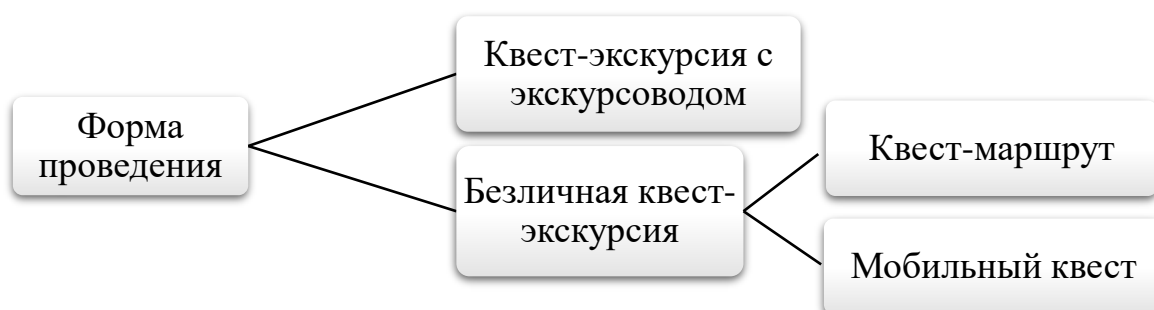 Форма
проведения
Квест-экскурсия с
экскурсоводом
Безличная квест-
экскурсия
Квест-маршрут
Мобильный квест